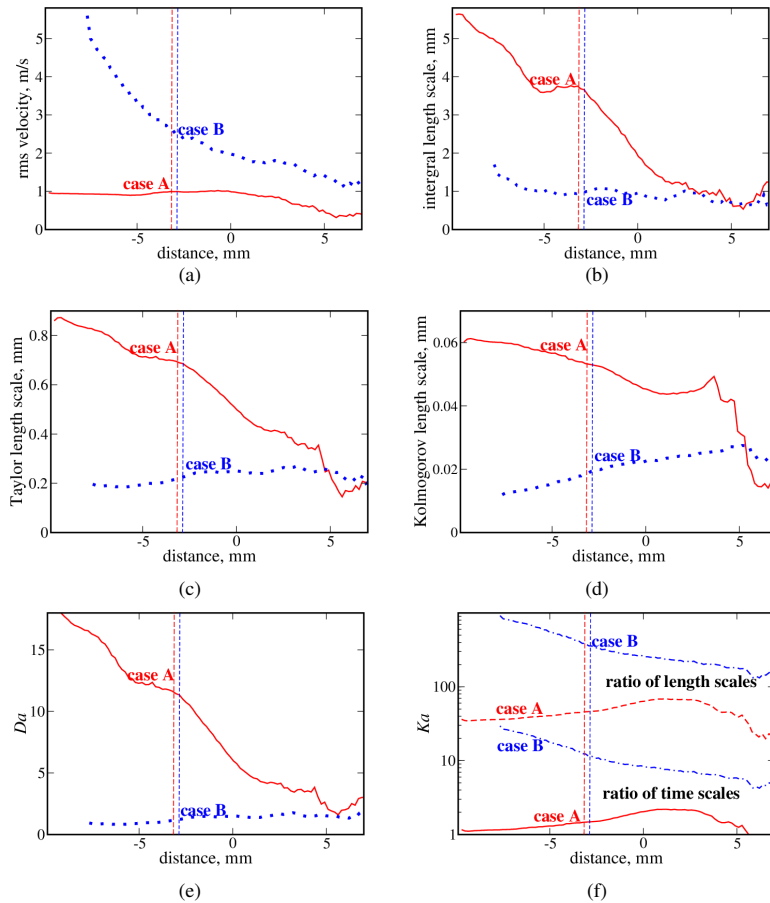 5
4
3
2
1
0
rms velocity, m/s
case B
case A
-5
0
5
distance, mm
(a)
5
4
3
2
1
0
intergral length scale, mm
case A
case B
-5
0
5
distance, mm
(b)
0.8
0.6
0.4
0.2
0
Taylor length scale, mm
case A
case B
-5
0
5
distance, mm
(c)
0.06
0.04
0.02
0
Kolmogorov length scale, mm
case A
case B
-5
0
5
distance, mm
(d)
15
10
5
0
Da
case A
case B
-5
0
5
distance, mm
(e)
100
10
1
Ka
case B
ratio of length scales
case A
case B
ratio of time scales
case A
-5
0
5
distance, mm
(f)